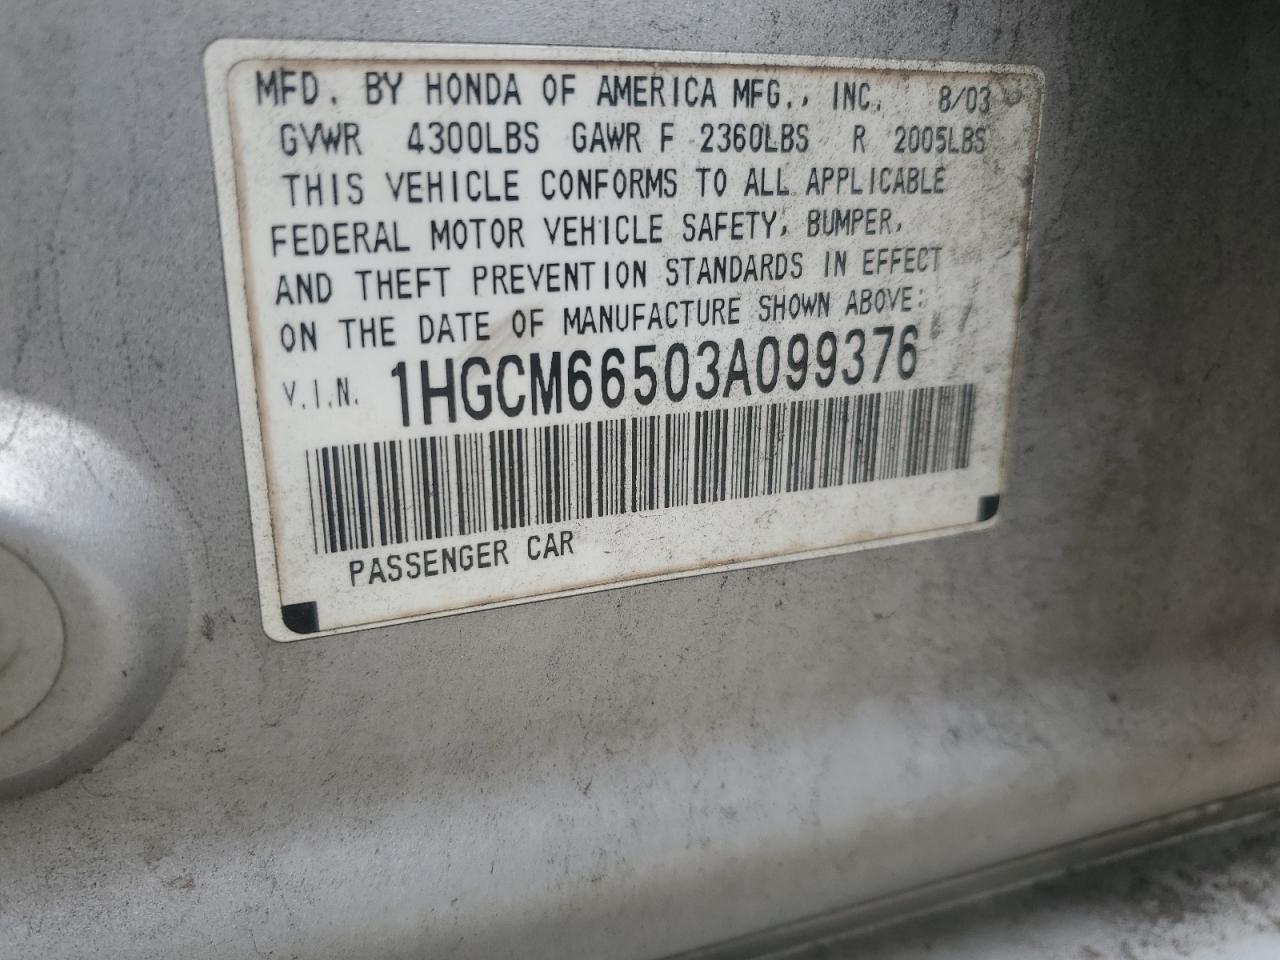 MFD. BY HONDA OF AMERICA MFG., INC. 8/03
GVWR 4300LBS GAWR F 2360LBS R 2005LBS
THIS VEHICLE CONFORMS TO ALL APPLICABLE
FEDERAL MOTOR VEHICLE SAFETY, BUMPER,
AND THEFT PREVENTION STANDARDS IN EFFECT
ON THE DATE OF MANUFACTURE SHOWN ABOVE:
V.I.N. 1HGCM66503A099376
PASSENGER CAR